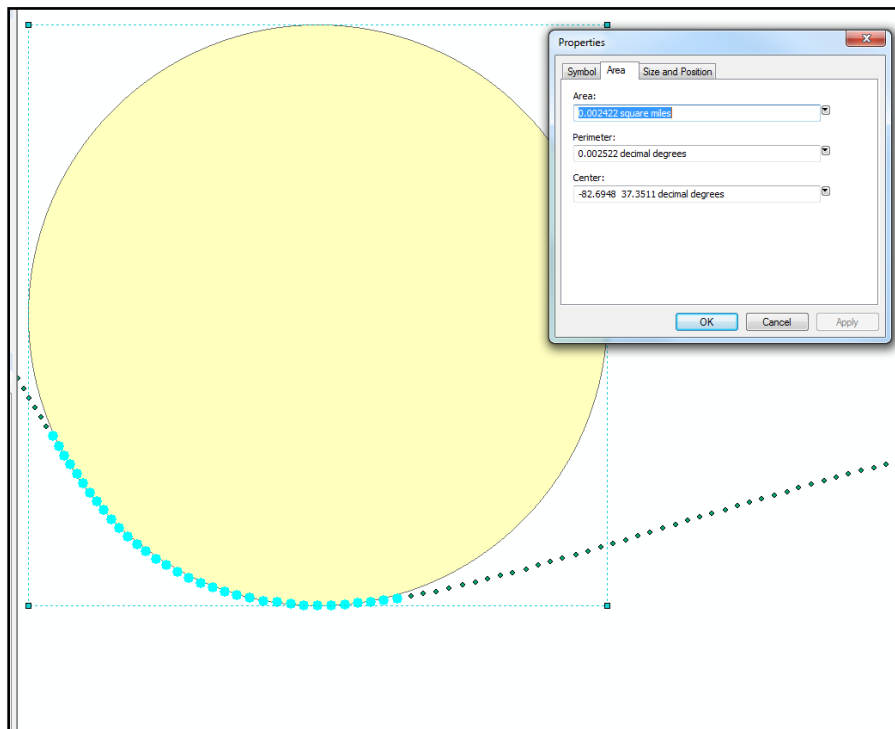 Properties
Symbol Area Size and Position
Area:
0.002422 square miles
Perimeter:
0.002522 decimal degrees
Center:
-82.6948 37.3511 decimal degrees
OK Cancel Apply